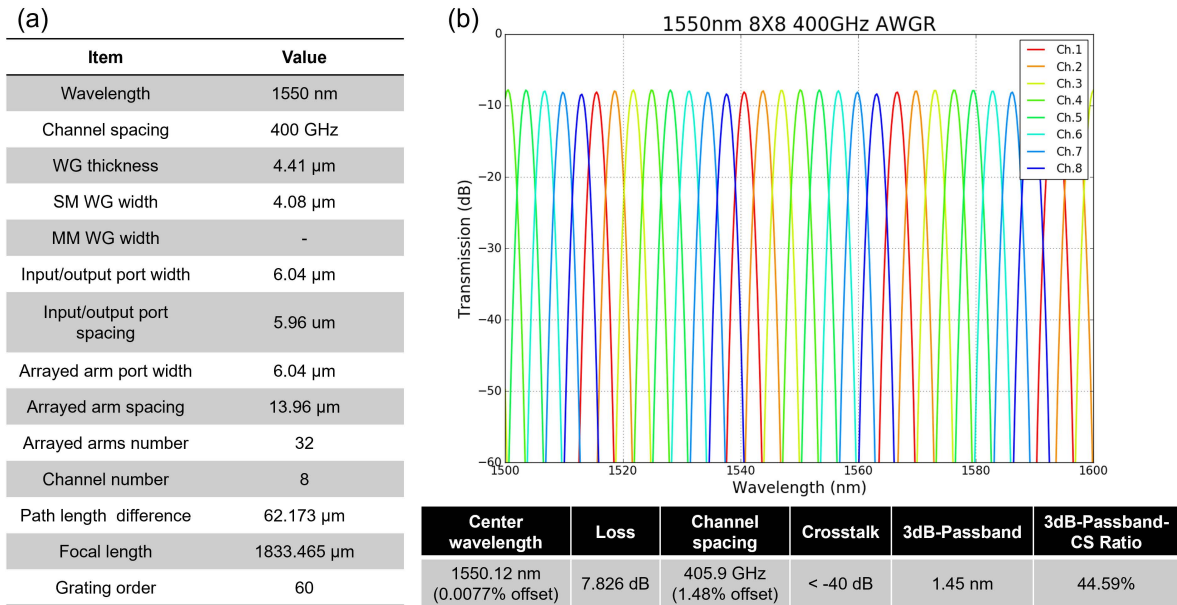 (a)
Item Value
Wavelength 1550 nm
Channel spacing 400 GHz
WG thickness 4.41 μm
SM WG width 4.08 μm
MM WG width -
Input/output port width 6.04 μm
Input/output port
spacing 5.96 um
Arrayed arm port width 6.04 μm
Arrayed arm spacing 13.96 μm
Arrayed arms number 32
Channel number 8
Path length difference 62.173 μm
Focal length 1833.465 μm
Grating order 60
(b)
1550nm 8X8 400GHz AWGR
Transmission (dB)
0
−10
−20
−30
−40
−50
−60
Ch.1
Ch.2
Ch.3
Ch.4
Ch.5
Ch.6
Ch.7
Ch.8
1500 1520 1540 1560 1580 1600
Wavelength (nm)
Center
wavelength
Loss
Channel
spacing
Crosstalk
3dB-Passband
3dB-Passband-
CS Ratio
1550.12 nm
(0.0077% offset)
7.826 dB
405.9 GHz
(1.48% offset)
< -40 dB
1.45 nm
44.59%